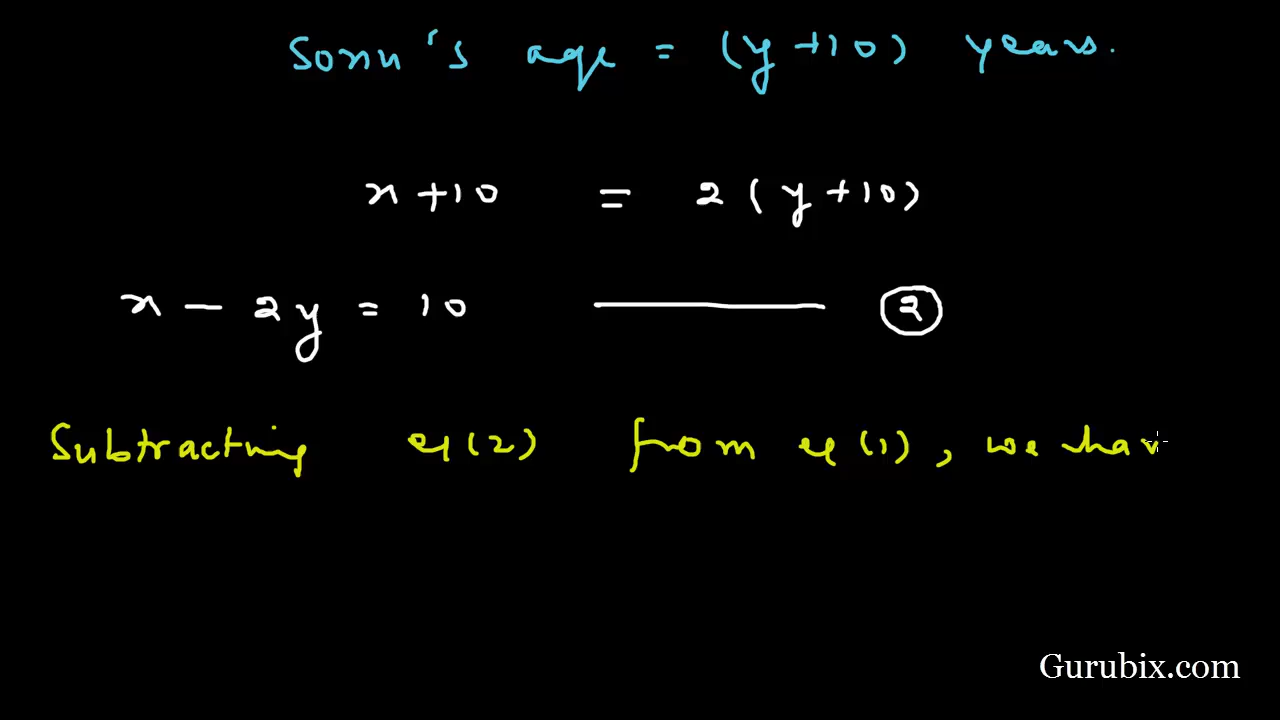 Sonu's age = (y+10) years.
x+10 = 2(y+10)
x - 2y = 10 ——— 2
Subtracting eq(2) from eq(1), we hav
Gurubix.com